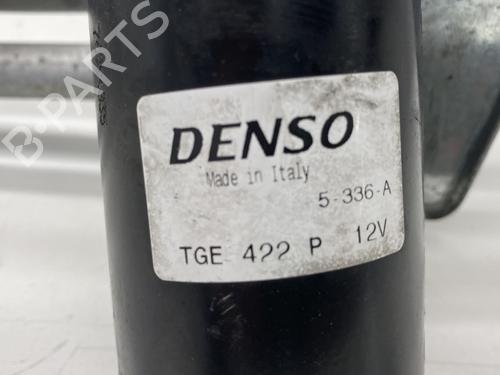 DENSO
Made in Italy
5-336-A
TGE 422 P 12V
B-PARTS